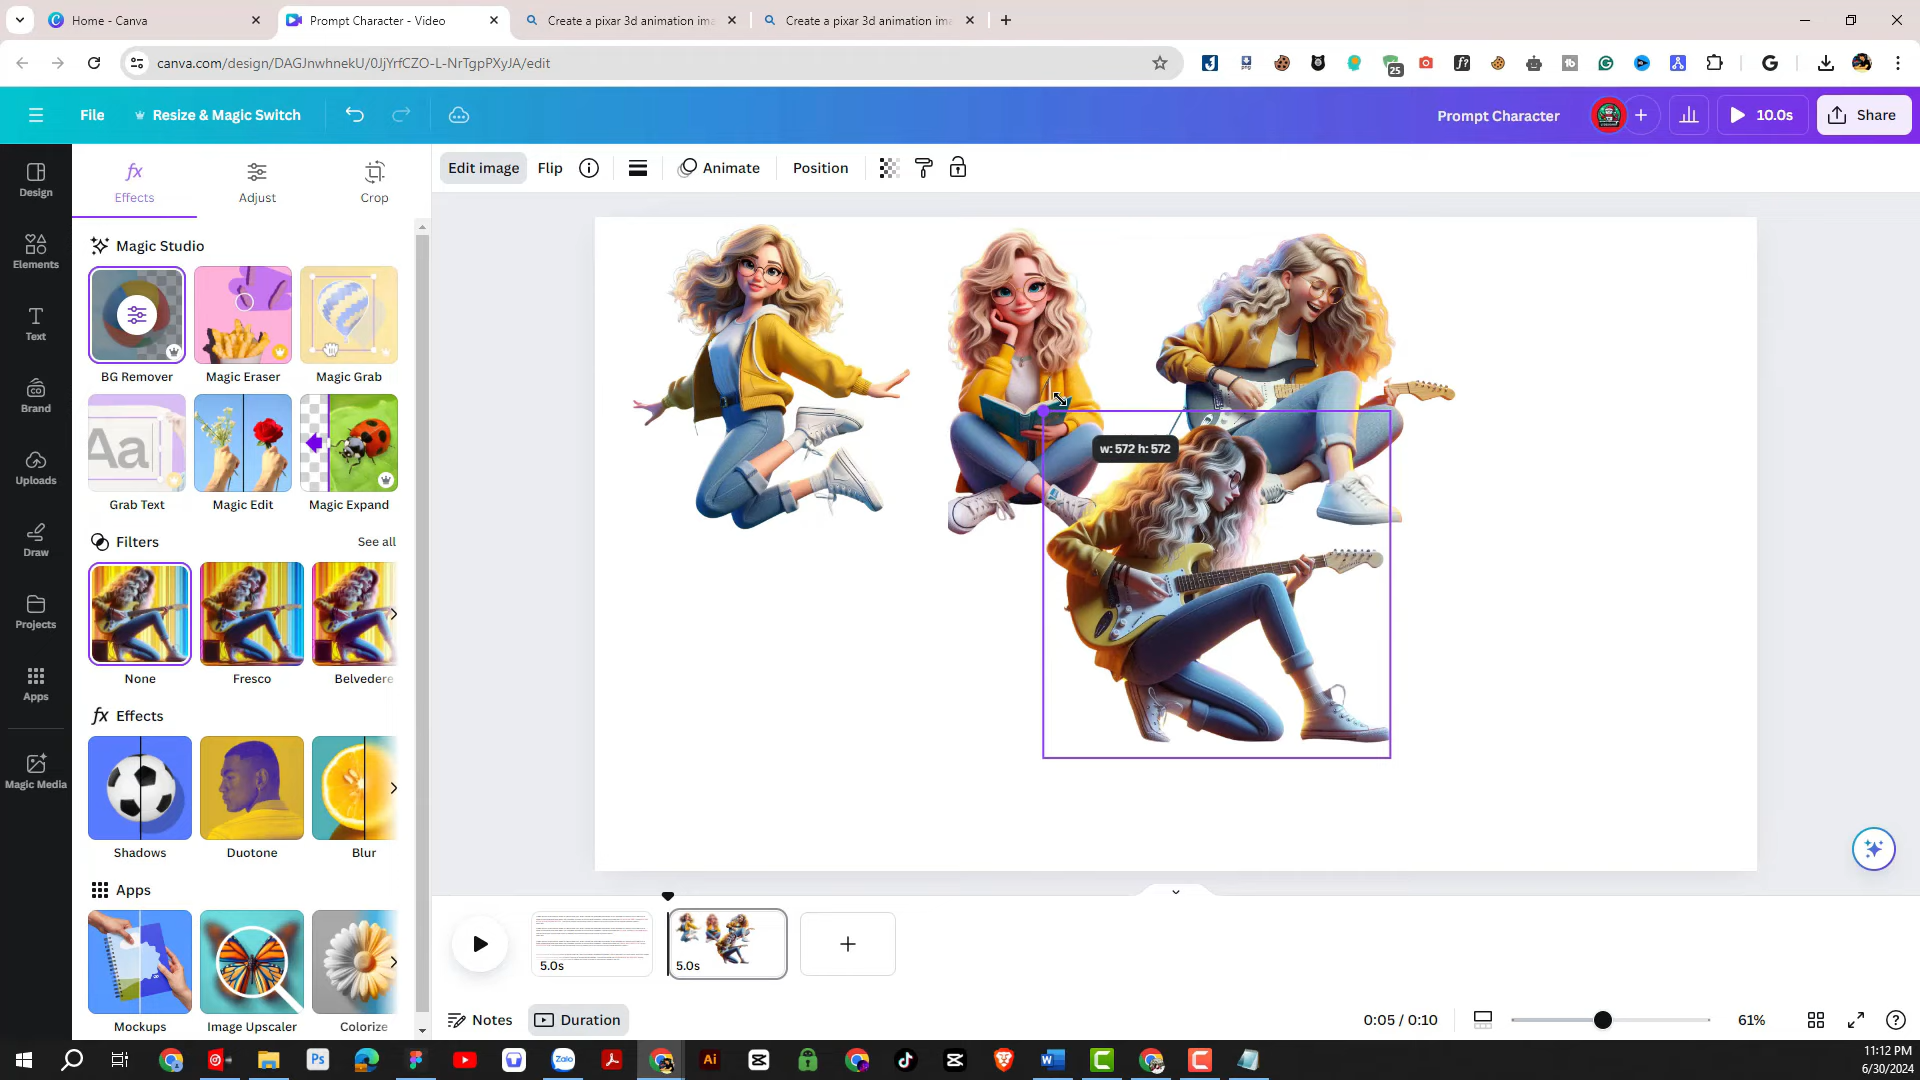 Home - Canva
Prompt Character - Video
Create a pixar 3d animation ima
Create a pixar 3d animation ima
canva.com/design/DAGJnwhnekU/0JjYrfCZO-L-NrTgpPXyJA/edit
25
File
Resize & Magic Switch
Prompt Character
10.0s
Share
Design
Elements
Text
Brand
Uploads
Draw
Projects
Apps
Magic Media
Effects
Adjust
Crop
Edit image
Flip
Animate
Position
Magic Studio
BG Remover
Magic Eraser
Magic Grab
Grab Text
Magic Edit
Magic Expand
Filters
See all
None
Fresco
Belvedere
Effects
Shadows
Duotone
Blur
Apps
Mockups
Image Upscaler
Colorize
w: 572 h: 572
5.0s
5.0s
Notes
Duration
0:05 / 0:10
61%
11:12 PM
6/30/2024